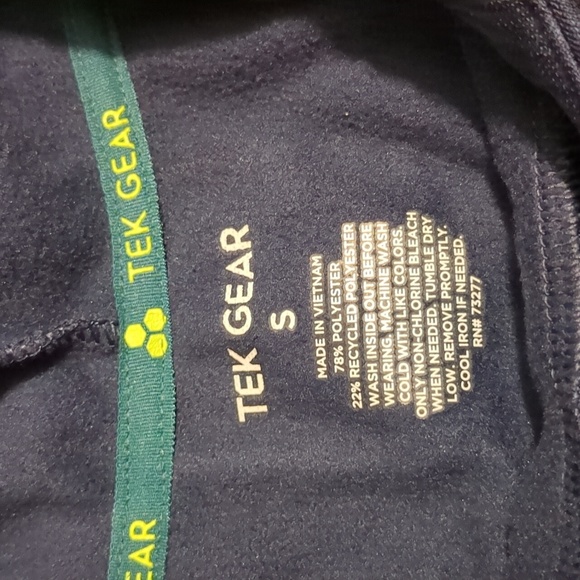 TEK GEAR
EAR
TEK GEAR
S
MADE IN VIETNAM
78% POLYESTER
22% RECYCLED POLYESTER
WASH INSIDE OUT BEFORE
WEARING. MACHINE WASH
COLD WITH LIKE COLORS.
ONLY NON-CHLORINE BLEACH
WHEN NEEDED. TUMBLE DRY
LOW. REMOVE PROMPTLY.
COOL IRON IF NEEDED.
RN# 73277